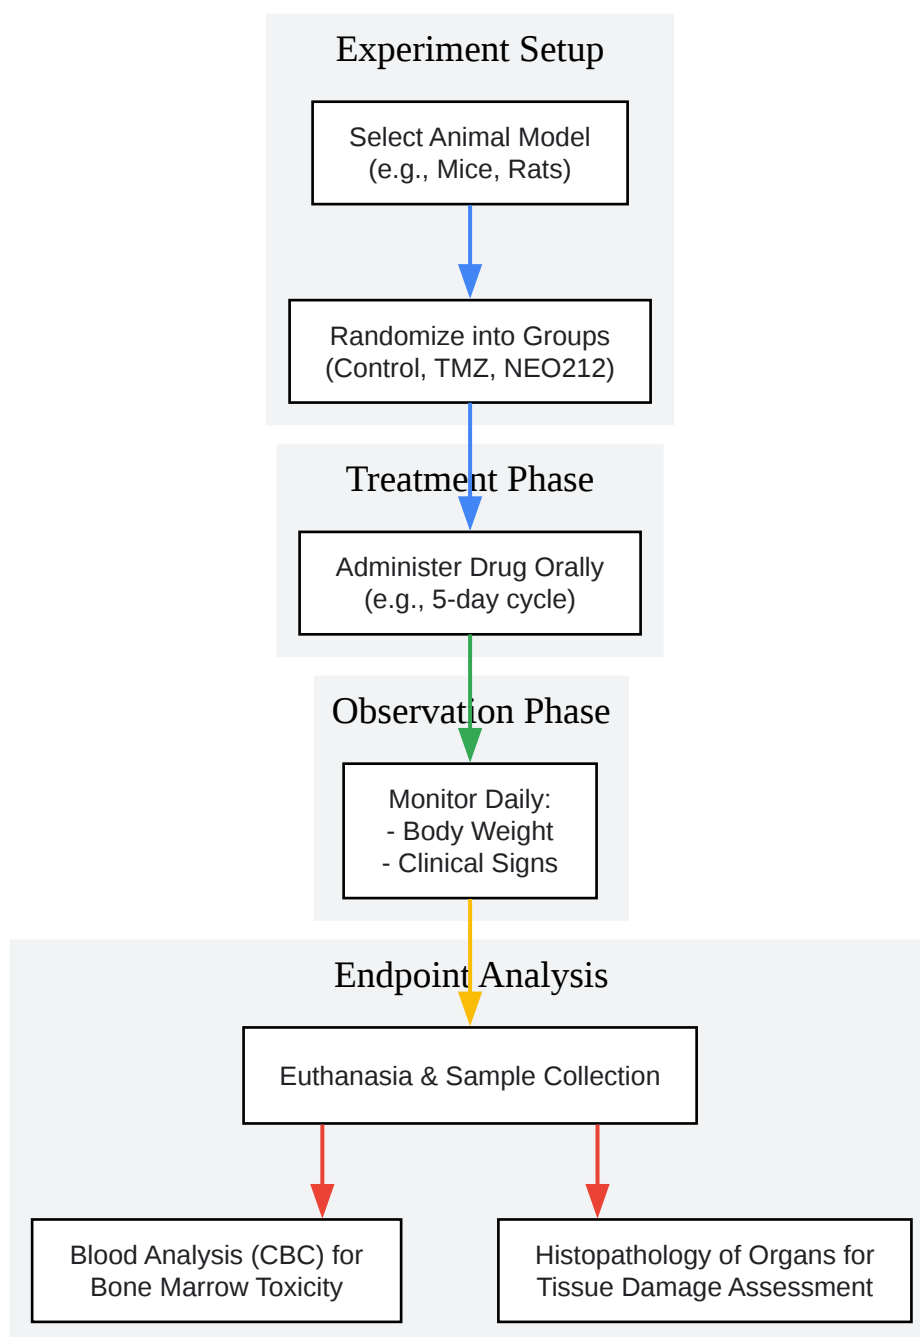 Experiment Setup
Select Animal Model
(e.g., Mice, Rats)
Randomize into Groups
(Control, TMZ, NEO212)
Treatment Phase
Administer Drug Orally
(e.g., 5-day cycle)
Observation Phase
Monitor Daily:
- Body Weight
- Clinical Signs
Endpoint Analysis
Euthanasia & Sample Collection
Blood Analysis (CBC) for
Bone Marrow Toxicity
Histopathology of Organs for
Tissue Damage Assessment